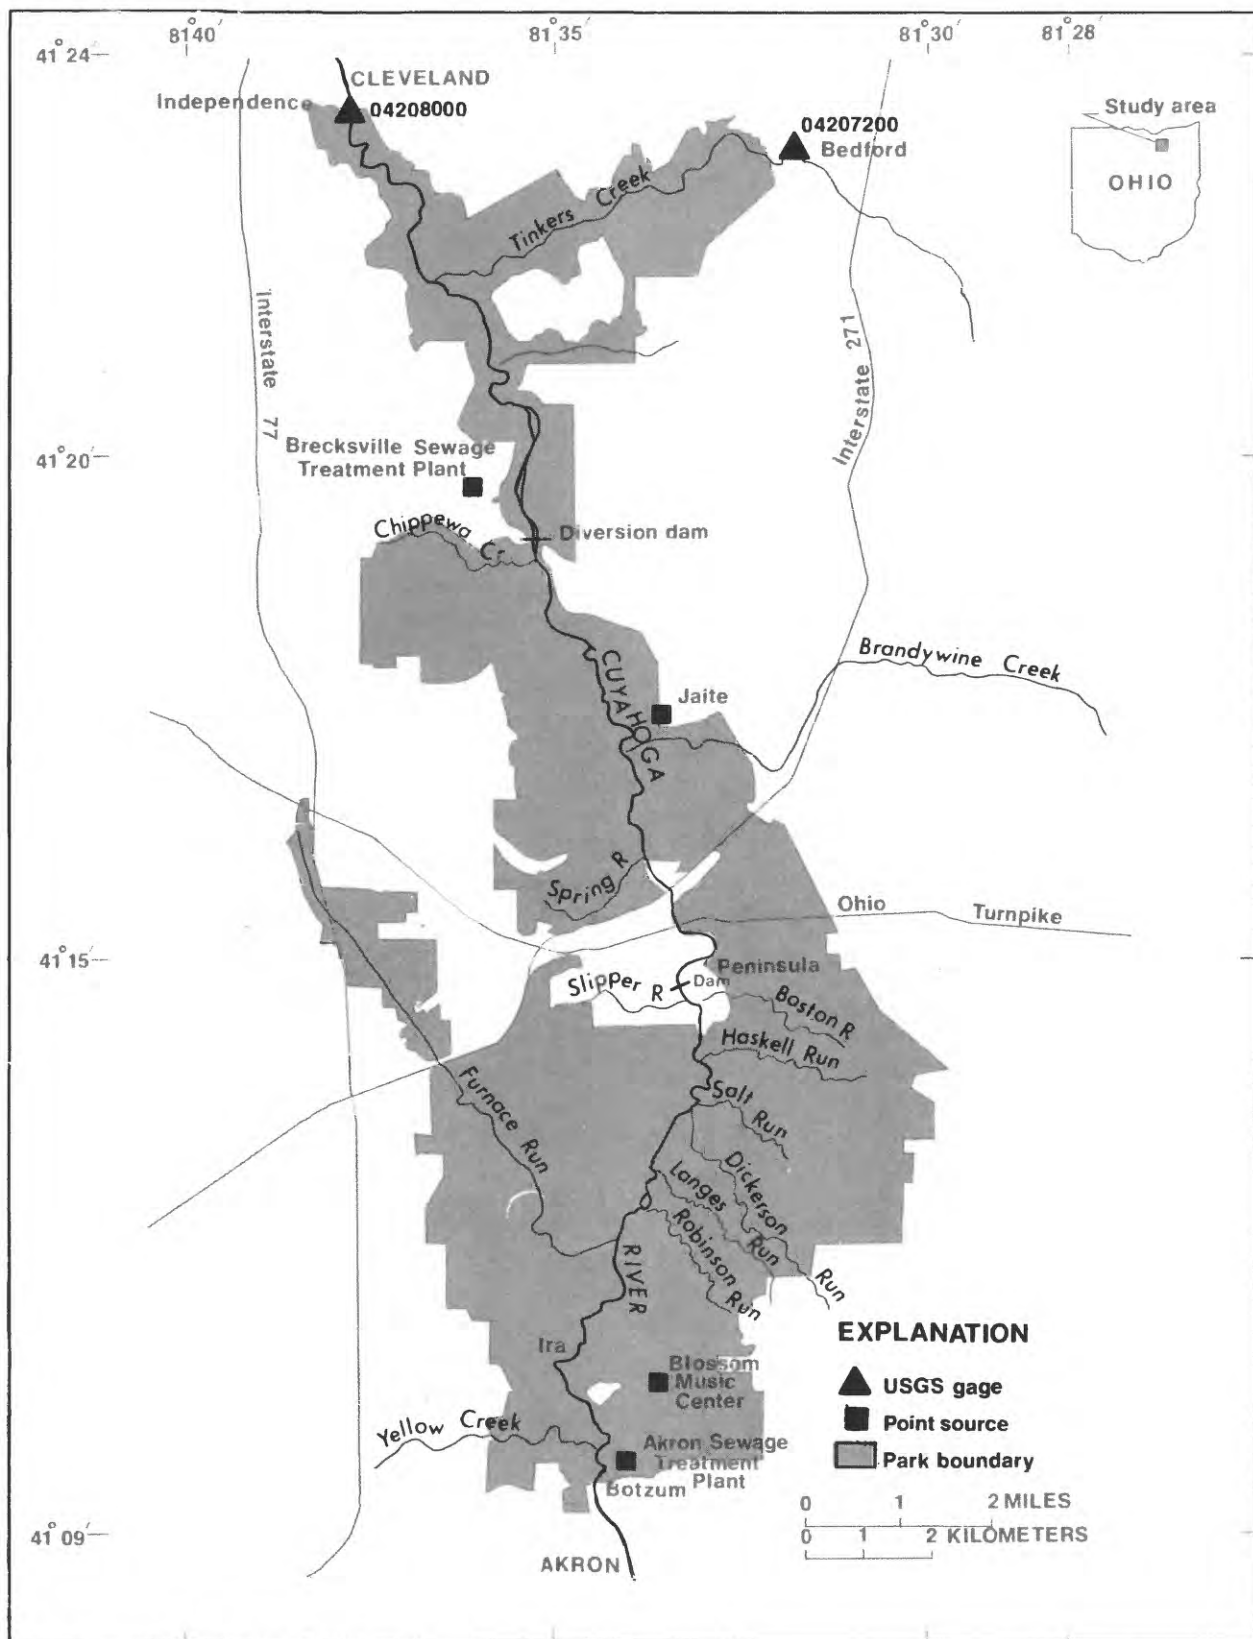 81°40′
81°35′
81°30′
81°28′
41°24′
CLEVELAND
Independence
04208000
04207200
Bedford
Study area
OHIO
Tinkers Creek
Interstate 77
Interstate 271
41°20′
Brecksville Sewage
Treatment Plant
Chippewa Cr.
Diversion dam
Brandywine Creek
CUYAHOGA
Jaite
Spring R
Ohio Turnpike
41°15′
Peninsula
Slipper R
Dam
Boston R
Haskell Run
Furnace Run
Salt Run
Dickerson Run
Langes Run
Robinson Run
RIVER
Ira
Blossom
Music
Center
Yellow Creek
Akron Sewage
Treatment
Plant
Botzum
41°09′
AKRON
EXPLANATION
USGS gage
Point source
Park boundary
0 1 2 MILES
0 1 2 KILOMETERS